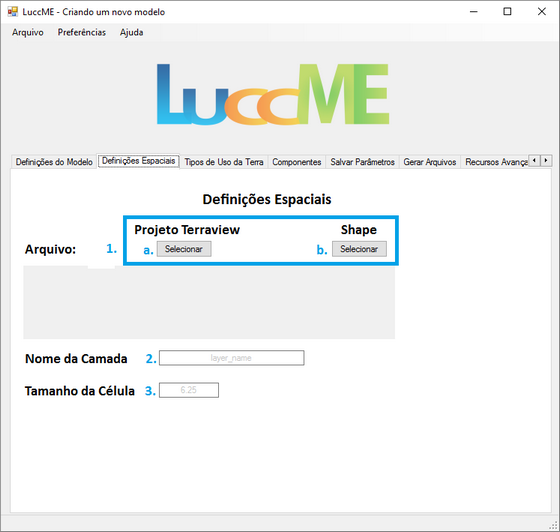 LuccME - Criando um novo modelo
Arquivo Preferências Ajuda
LuccME
Definições do Modelo Definições Espaciais Tipos de Uso da Terra Componentes Salvar Parâmetros Gerar Arquivos Recursos Avança
Definições Espaciais
Projeto Terraview Shape
Arquivo: 1. a. Selecionar b. Selecionar
Nome da Camada 2. layer_name
Tamanho da Célula 3. 6.25